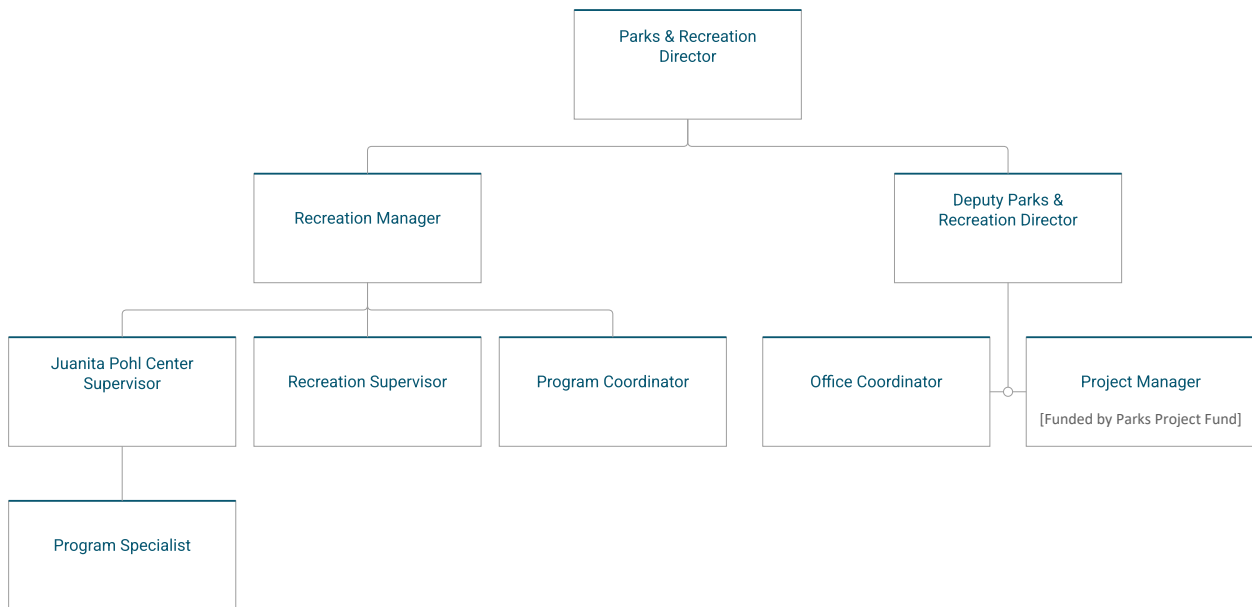 Parks & Recreation
Director
Recreation Manager
Deputy Parks &
Recreation Director
Juanita Pohl Center
Supervisor
Recreation Supervisor
Program Coordinator
Office Coordinator
Project Manager
[Funded by Parks Project Fund]
Program Specialist